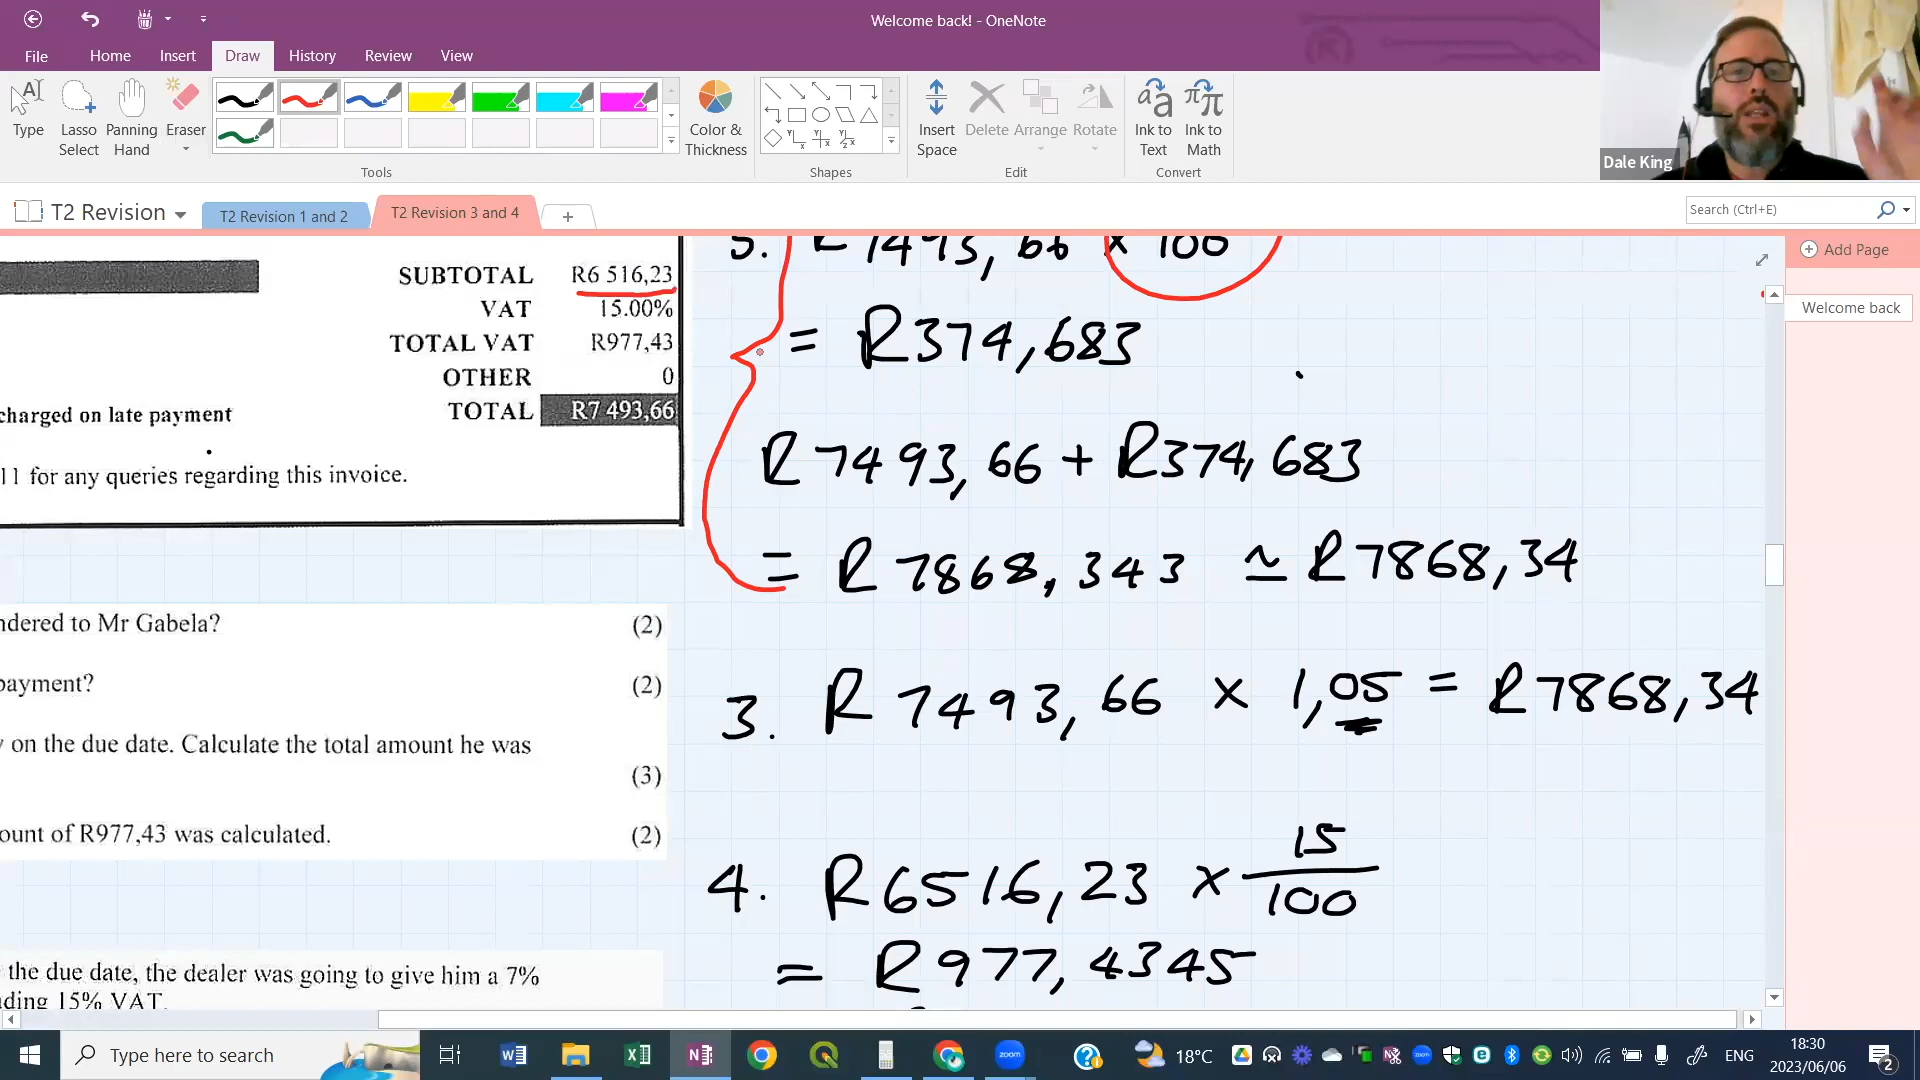 Welcome back! - OneNote
File Home Insert Draw History Review View
Type Lasso Select Panning Hand Eraser
Color & Thickness
Insert Space Delete Arrange Rotate
Ink to Text Ink to Math
Tools Shapes Edit Convert
Dale King
T2 Revision T2 Revision 1 and 2 T2 Revision 3 and 4 +
Search (Ctrl+E)
Add Page
Welcome back
SUBTOTAL R6 516,23
VAT 15.00%
TOTAL VAT R977,43
OTHER 0
TOTAL R7 493,66
charged on late payment
11 for any queries regarding this invoice.
ndered to Mr Gabela? (2)
payment? (2)
y on the due date. Calculate the total amount he was
(3)
ount of R977,43 was calculated. (2)
the due date, the dealer was going to give him a 7%
ding 15% VAT.
R7493,66 × 100
= R374,683
R7493,66 + R374,683
= R7868,343 ≃ R7868,34
3. R7493,66 × 1,05 = R7868,34
4. R6516,23 × 15
100
= R977,4345
Type here to search
18°C
ENG
18:30
2023/06/06
2
zoom